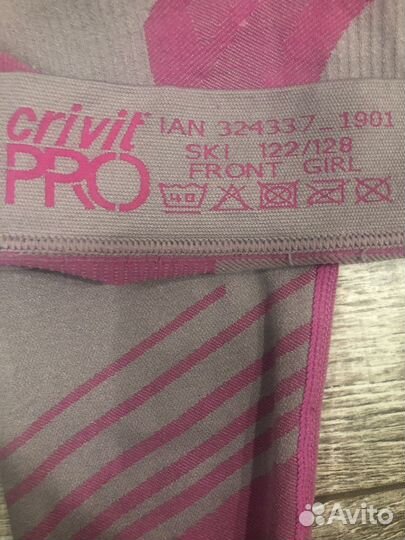 crivit
PRO
IAN 324337_1901
SKI 122/128
FRONT GIRL
40
Avito